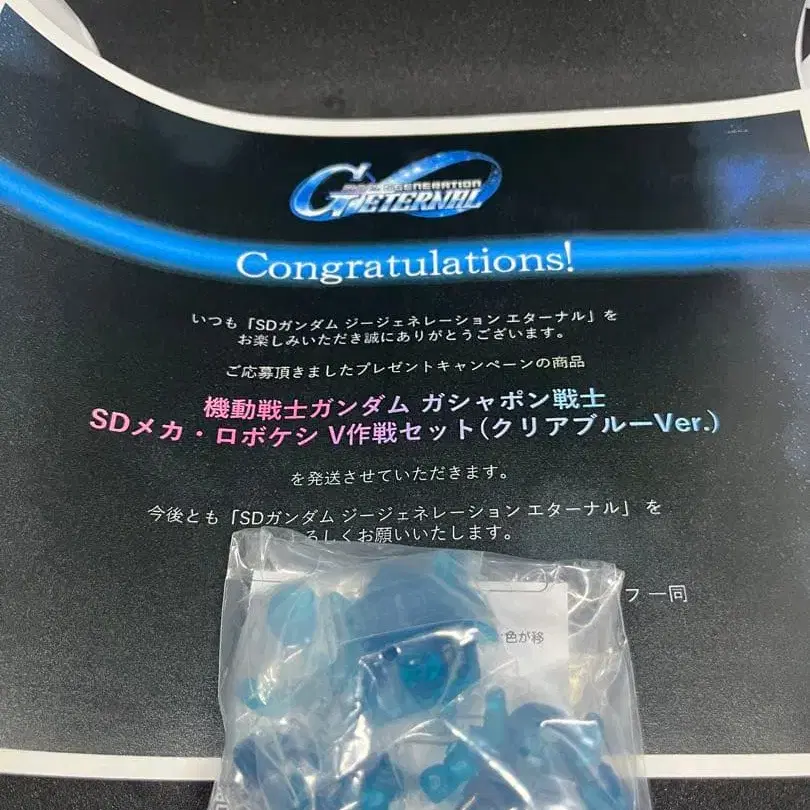 GENERATION
ETERNAL
Congratulations!
いつも「SDガンダム ジージェネレーション エターナル」を
お楽しみいただき誠にありがとうございます。
ご応募頂きましたプレゼントキャンペーンの商品
機動戦士ガンダム ガシャポン戦士
SDメカ・ロボケシ V作戦セット(クリアブルーVer.)
を発送させていただきます。
今後とも「SDガンダム ジージェネレーション エターナル」を
ろしくお願いいたします。
フ一同
色が移